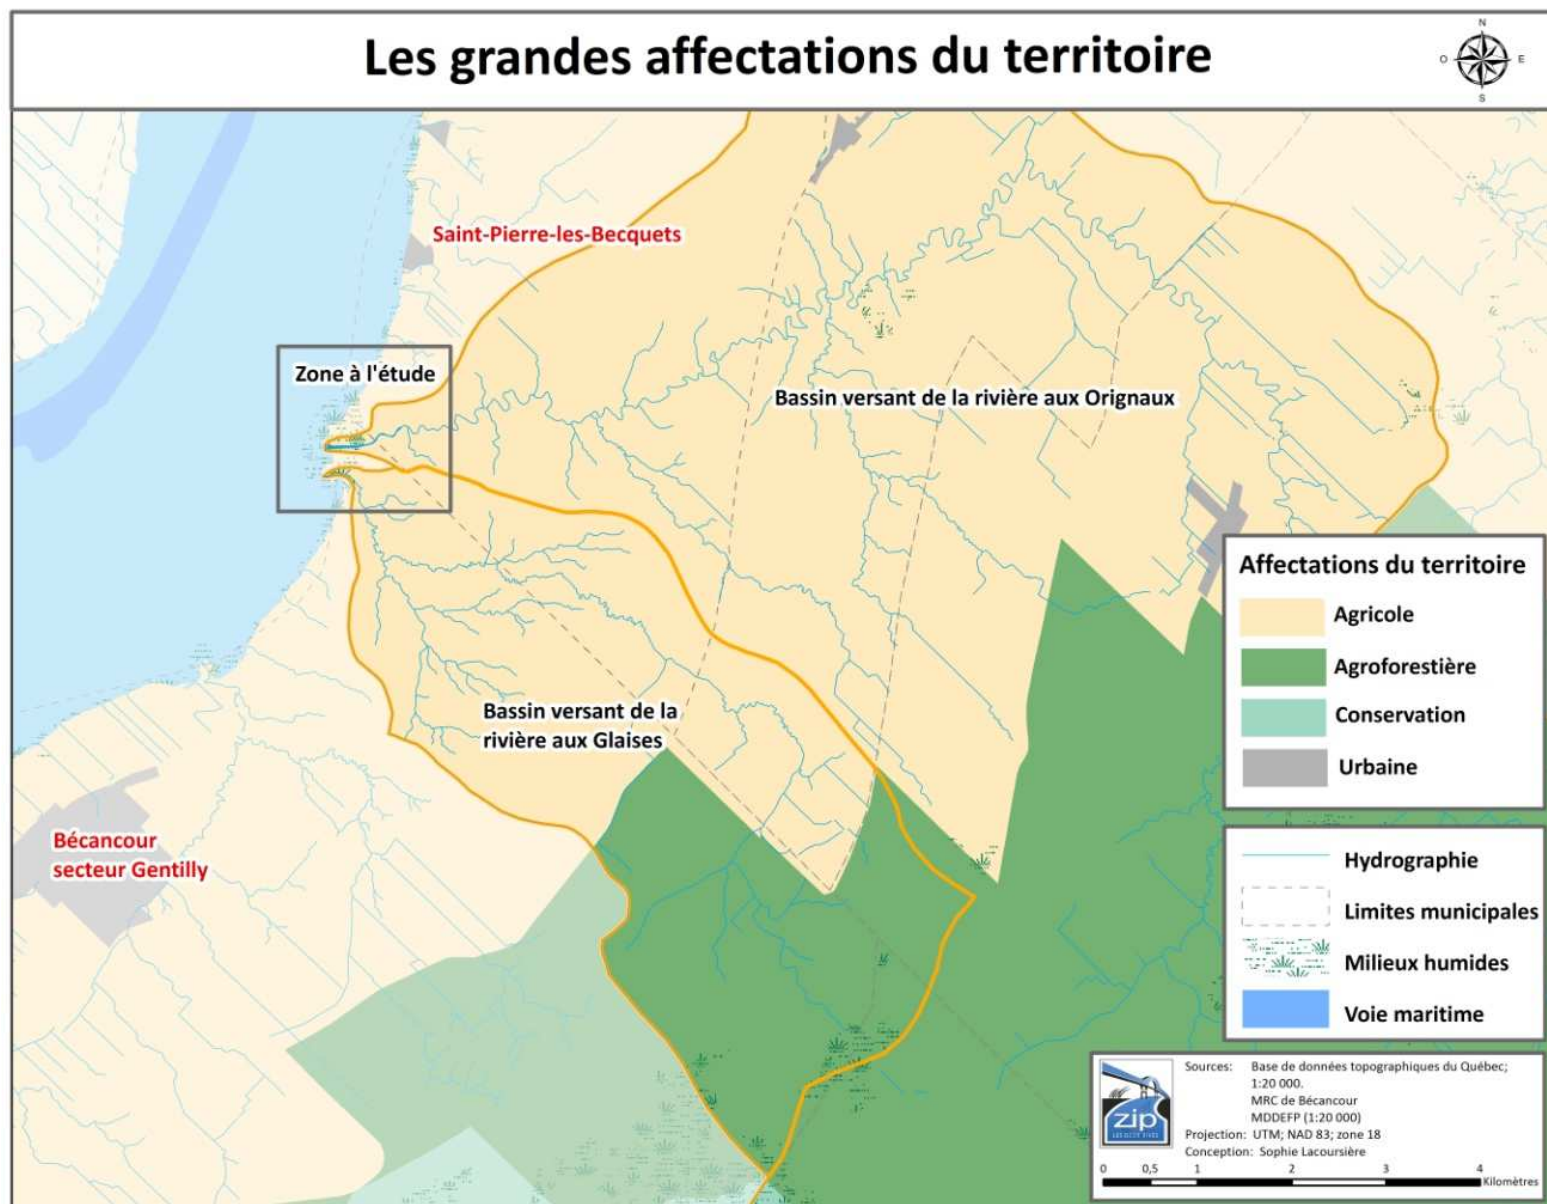 Les grandes affectations du territoire
N
O
E
S
Saint-Pierre-les-Becquets
Zone à l'étude
Bassin versant de la rivière aux Orignaux
Bassin versant de la
rivière aux Glaises
Bécancour
secteur Gentilly
Affectations du territoire
Agricole
Agroforestière
Conservation
Urbaine
Hydrographie
Limites municipales
Milieux humides
Voie maritime
zip
LES DEUX RIVES
Sources: Base de données topographiques du Québec;
1:20 000.
MRC de Bécancour
MDDEFP (1:20 000)
Projection: UTM; NAD 83; zone 18
Conception: Sophie Lacoursière
0 0,5 1 2 3 4
Kilomètres